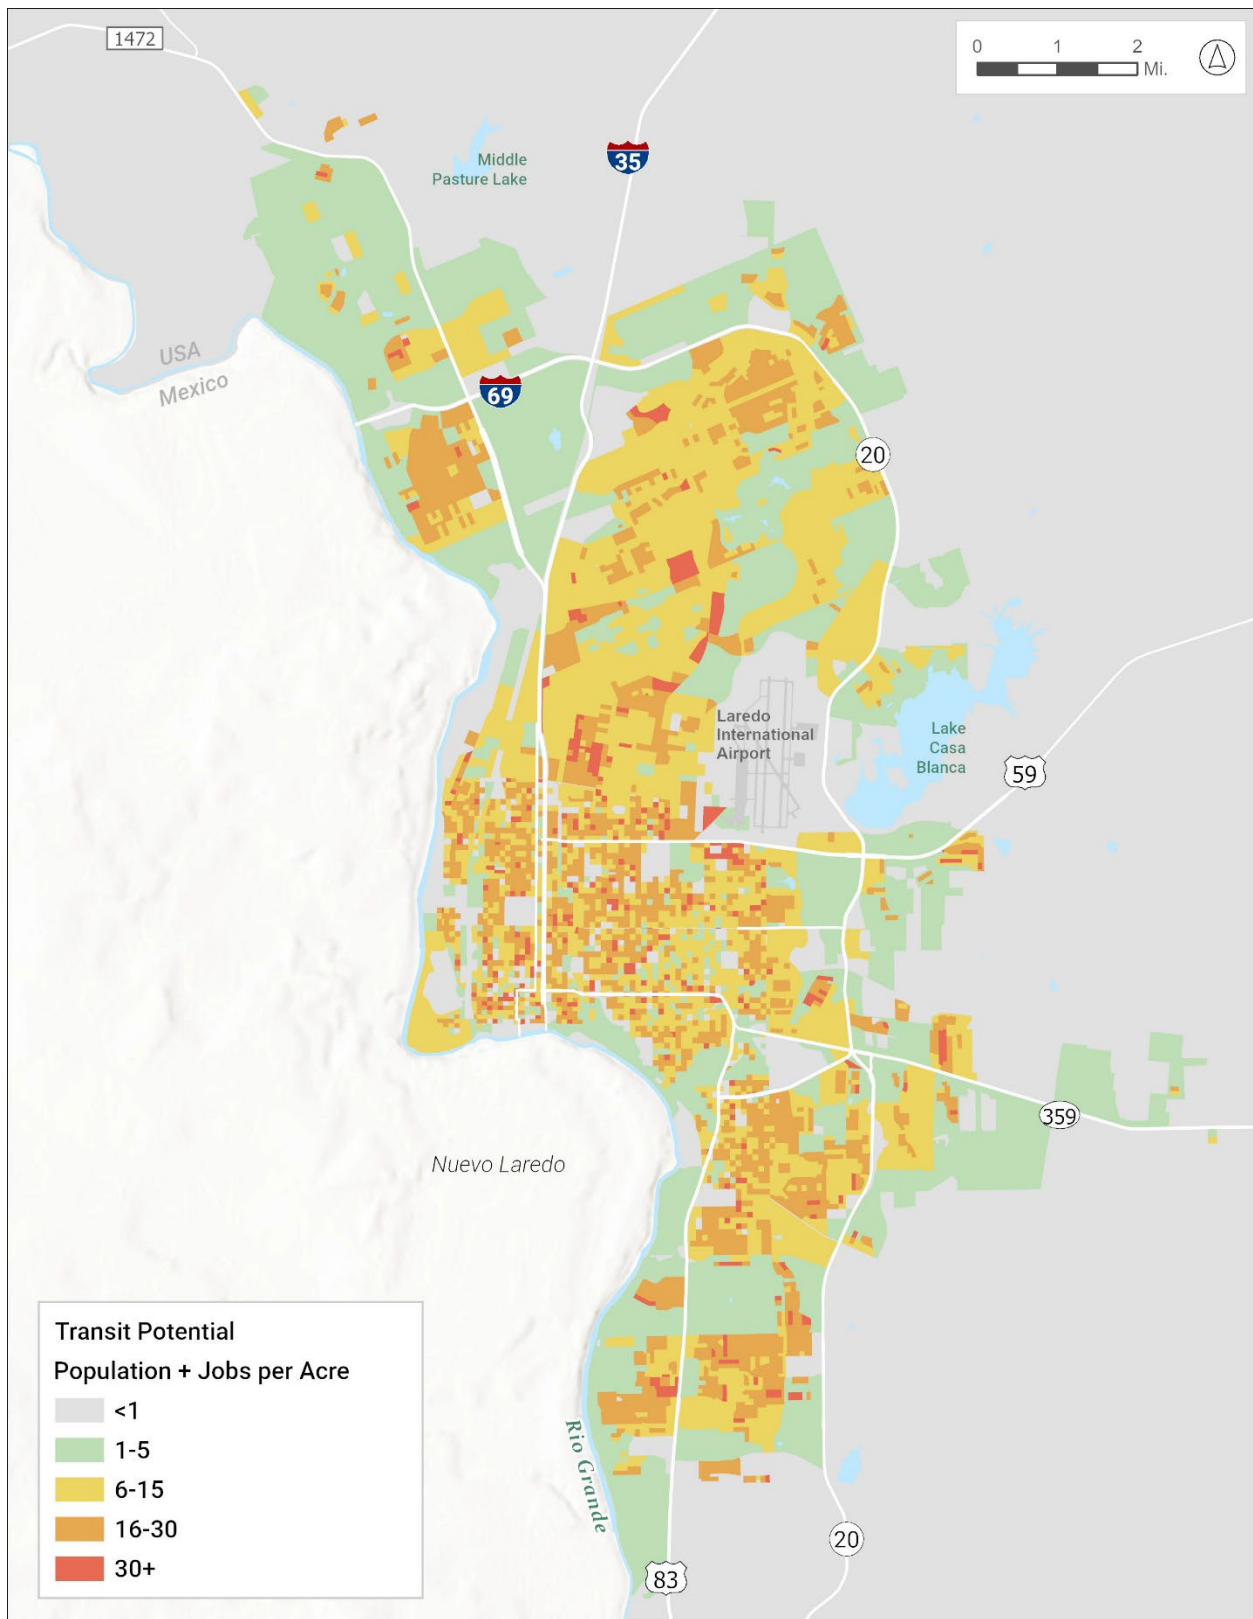 1472
0 1 2
Mi.
35
Middle
Pasture Lake
USA
Mexico
69
20
Laredo
International
Airport
Lake
Casa
Blanca
59
359
Nuevo Laredo
Transit Potential
Population + Jobs per Acre
<1
1-5
6-15
16-30
30+
Rio Grande
20
83